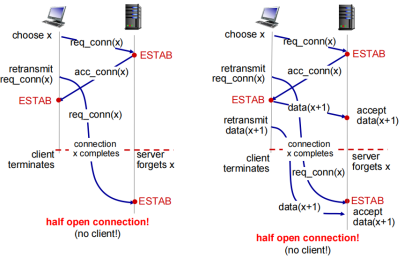 choose x
req_conn(x)
ESTAB
retransmit
req_conn(x)
acc_conn(x)
ESTAB
req_conn(x)
client
terminates
connection
x completes
server
forgets x
ESTAB
half open connection!
(no client!)
choose x
req_conn(x)
ESTAB
retransmit
req_conn(x)
acc_conn(x)
ESTAB
data(x+1)
accept
data(x+1)
retransmit
data(x+1)
connection
x completes
client
terminates
server
forgets x
req_conn(x)
ESTAB
data(x+1)
accept
data(x+1)
half open connection!
(no client!)